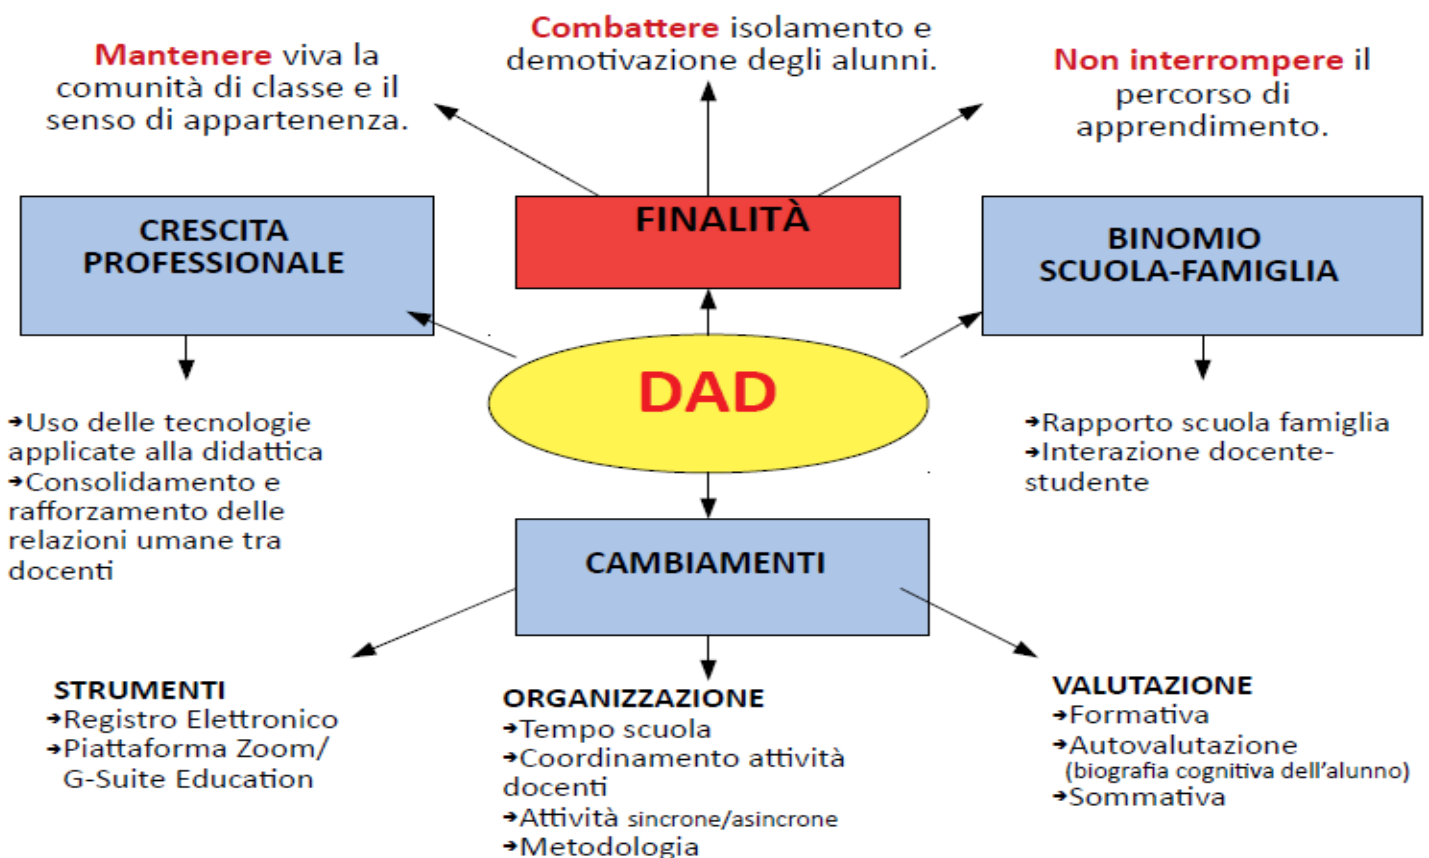 Mantenere viva la
comunità di classe e il
senso di appartenenza.
Combattere isolamento e
demotivazione degli alunni.
Non interrompere il
percorso di
apprendimento.
CRESCITA
PROFESSIONALE
FINALITÀ
BINOMIO
SCUOLA-FAMIGLIA
DAD
➔Uso delle tecnologie
applicate alla didattica
➔Consolidamento e
rafforzamento delle
relazioni umane tra
docenti
➔Rapporto scuola famiglia
➔Interazione docente-
studente
CAMBIAMENTI
STRUMENTI
➔Registro Elettronico
➔Piattaforma Zoom/
G-Suite Education
ORGANIZZAZIONE
➔Tempo scuola
➔Coordinamento attività
docenti
➔Attività sincrone/asincrone
➔Metodologia
VALUTAZIONE
➔Formativa
➔Autovalutazione
(biografia cognitiva dell'alunno)
➔Sommativa